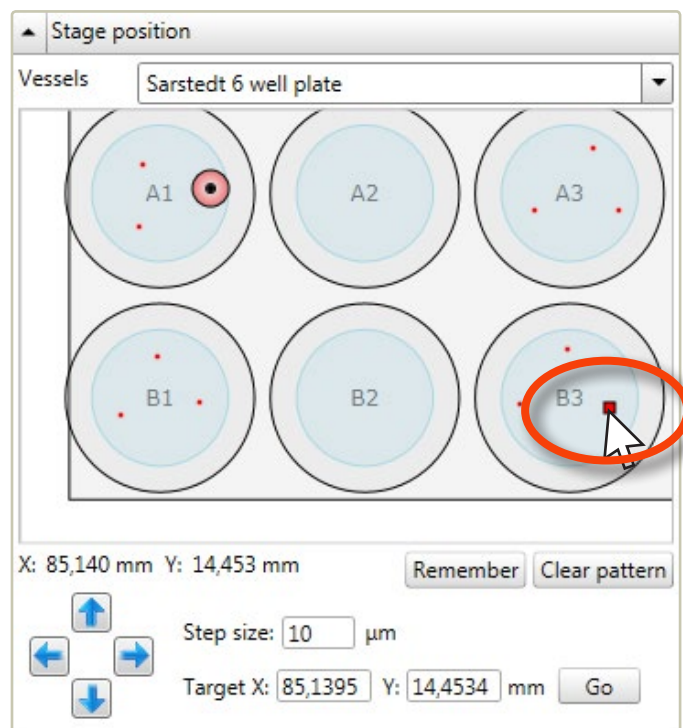 Stage position
Vessels Sarstedt 6 well plate
A1 A2 A3
B1 B2 B3
X: 85,140 mm Y: 14,453 mm Remember Clear pattern
Step size: 10 µm
Target X: 85,1395 Y: 14,4534 mm Go